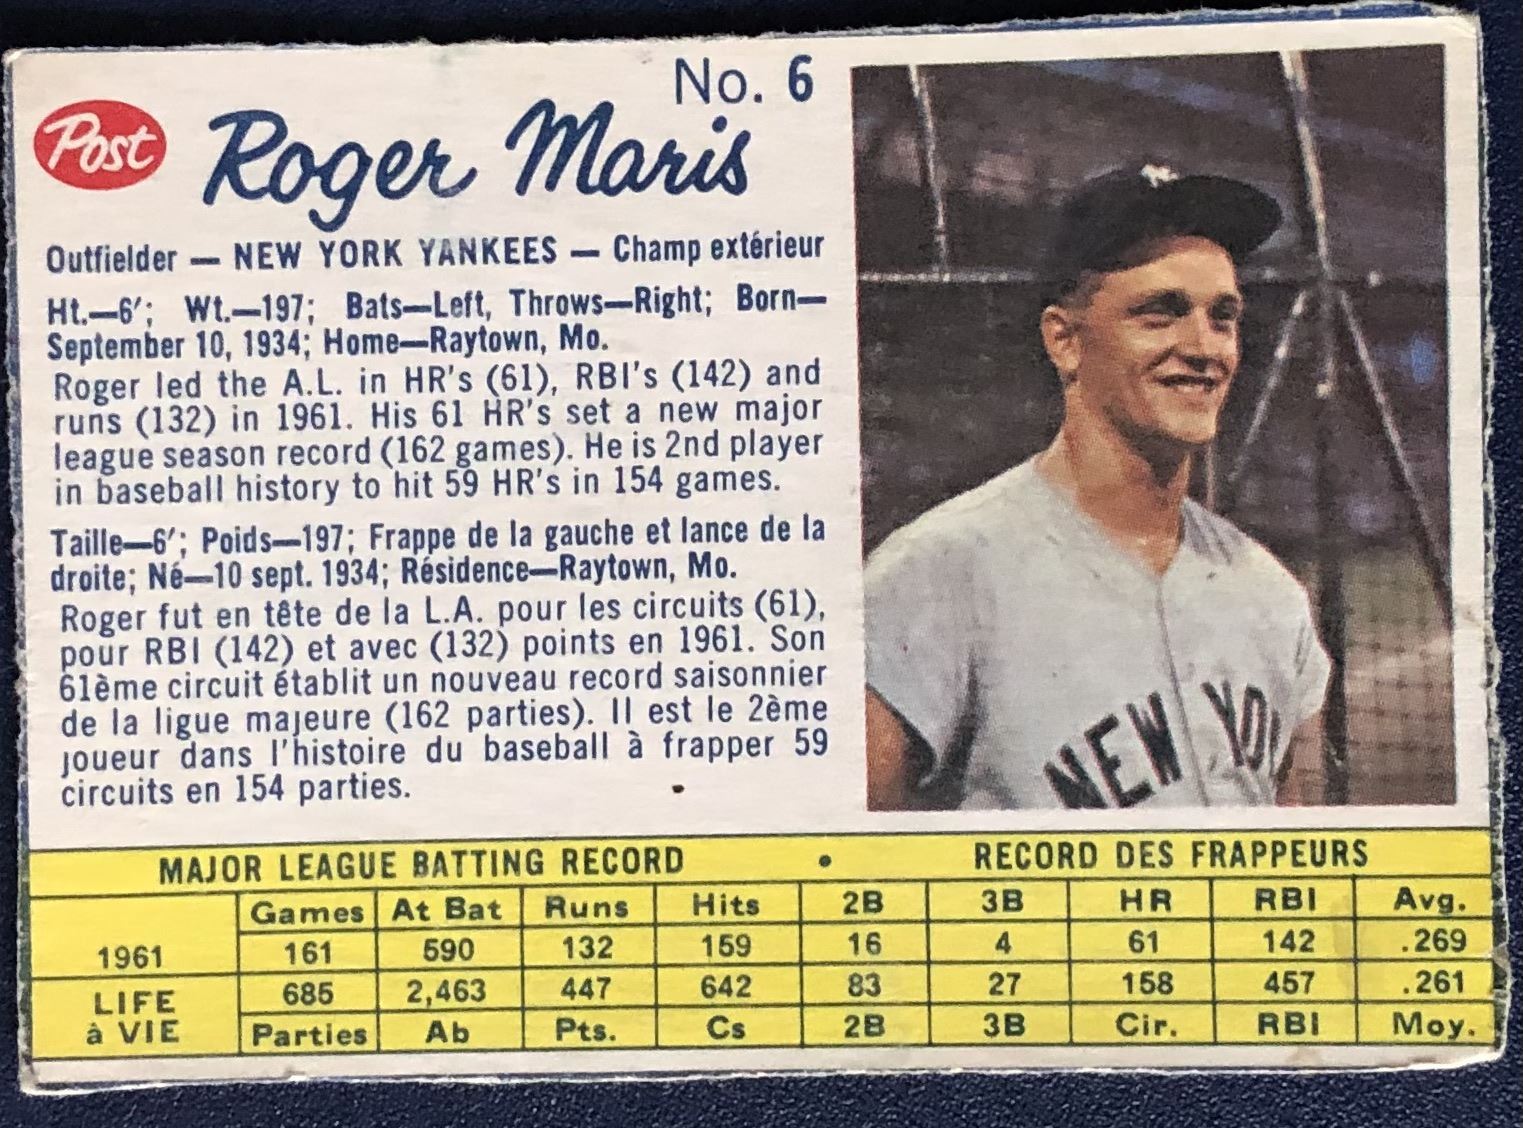 No. 6
Post
Roger Maris
Outfielder — NEW YORK YANKEES — Champ extérieur
Ht.—6′; Wt.—197; Bats—Left, Throws—Right; Born—
September 10, 1934; Home—Raytown, Mo.
Roger led the A.L. in HR's (61), RBI's (142) and
runs (132) in 1961. His 61 HR's set a new major
league season record (162 games). He is 2nd player
in baseball history to hit 59 HR's in 154 games.
Taille—6′; Poids—197; Frappe de la gauche et lance de la
droite; Né—10 sept. 1934; Résidence—Raytown, Mo.
Roger fut en tête de la L.A. pour les circuits (61),
pour RBI (142) et avec (132) points en 1961. Son
61ème circuit établit un nouveau record saisonnier
de la ligue majeure (162 parties). Il est le 2ème
joueur dans l'histoire du baseball à frapper 59
circuits en 154 parties.
NEW YO
MAJOR LEAGUE BATTING RECORD • RECORD DES FRAPPEURS
Games At Bat Runs Hits 2B 3B HR RBI Avg.
1961 161 590 132 159 16 4 61 142 .269
LIFE à VIE 685 2,463 447 642 83 27 158 457 .261
Parties Ab Pts. Cs 2B 3B Cir. RBI Moy.